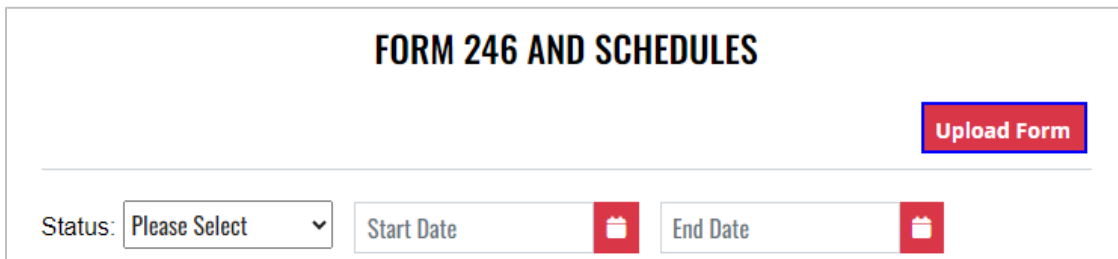 FORM 246 AND SCHEDULES
Upload Form
Status: Please Select Start Date End Date